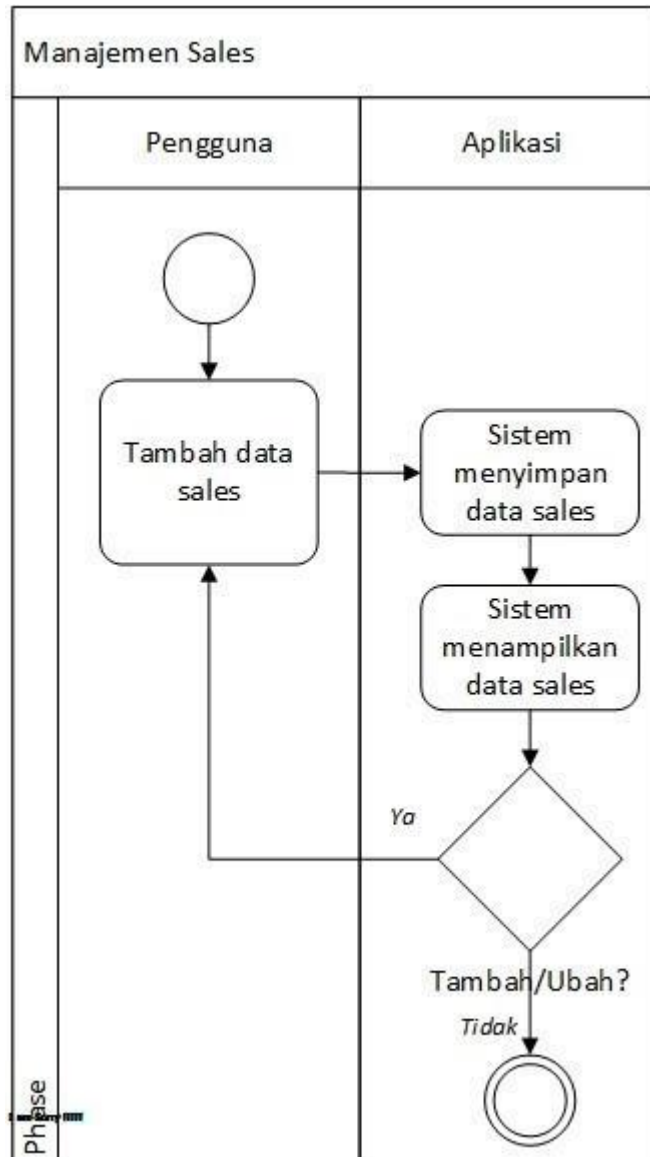 Manajemen Sales
Pengguna
Aplikasi
Tambah data
sales
Sistem
menyimpan
data sales
Sistem
menampilkan
data sales
Ya
Tambah/Ubah?
Tidak
Phase